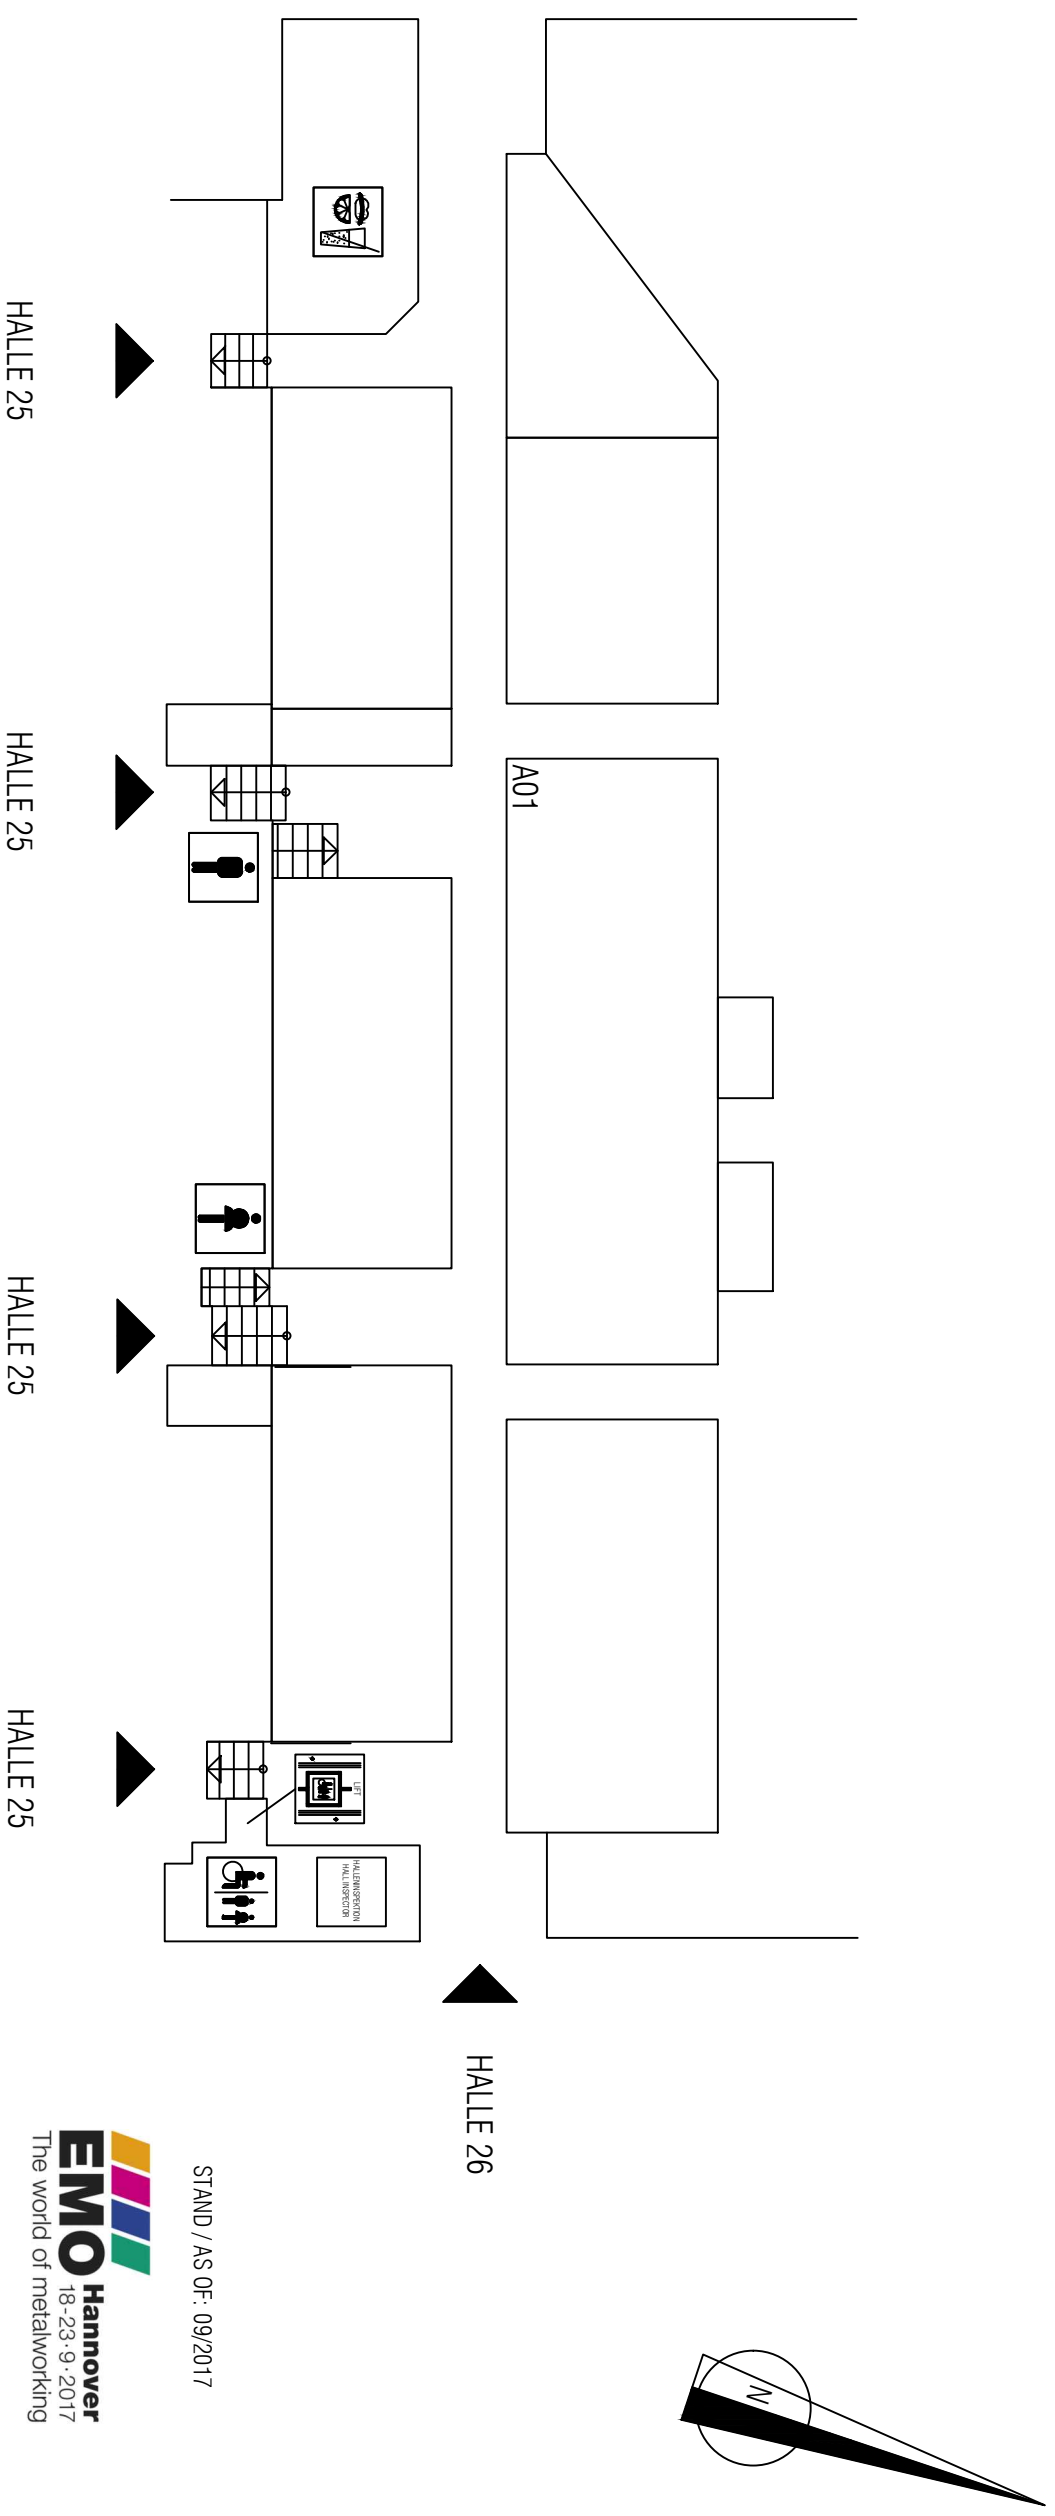 HALLE 25
HALLE 25
A01
HALLE 25
HALLE 25
LIFT
HALLENINSPEKTION
HALL INSPECTOR
HALLE 26
N
STAND / AS OF: 09/2017
EMO Hannover
18-23·9·2017
The world of metalworking